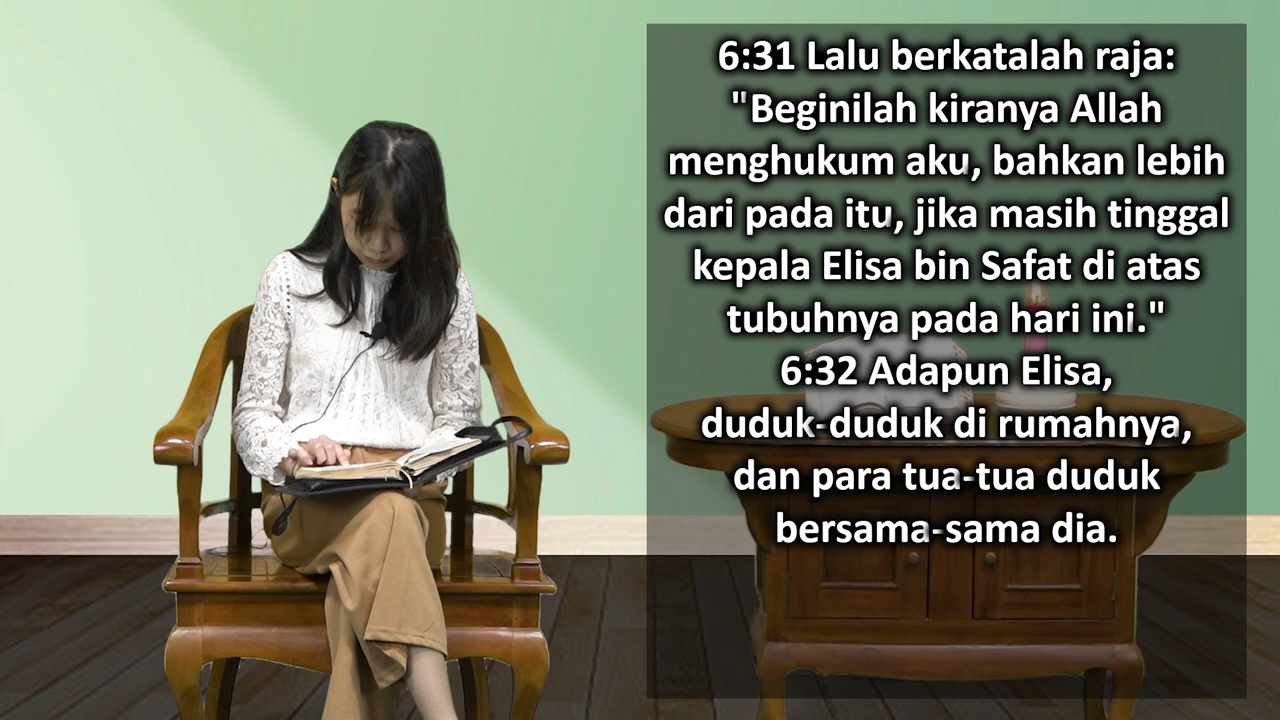 6:31 Lalu berkatalah raja:
"Beginilah kiranya Allah
menghukum aku, bahkan lebih
dari pada itu, jika masih tinggal
kepala Elisa bin Safat di atas
tubuhnya pada hari ini."
6:32 Adapun Elisa,
duduk-duduk di rumahnya,
dan para tua-tua duduk
bersama-sama dia.